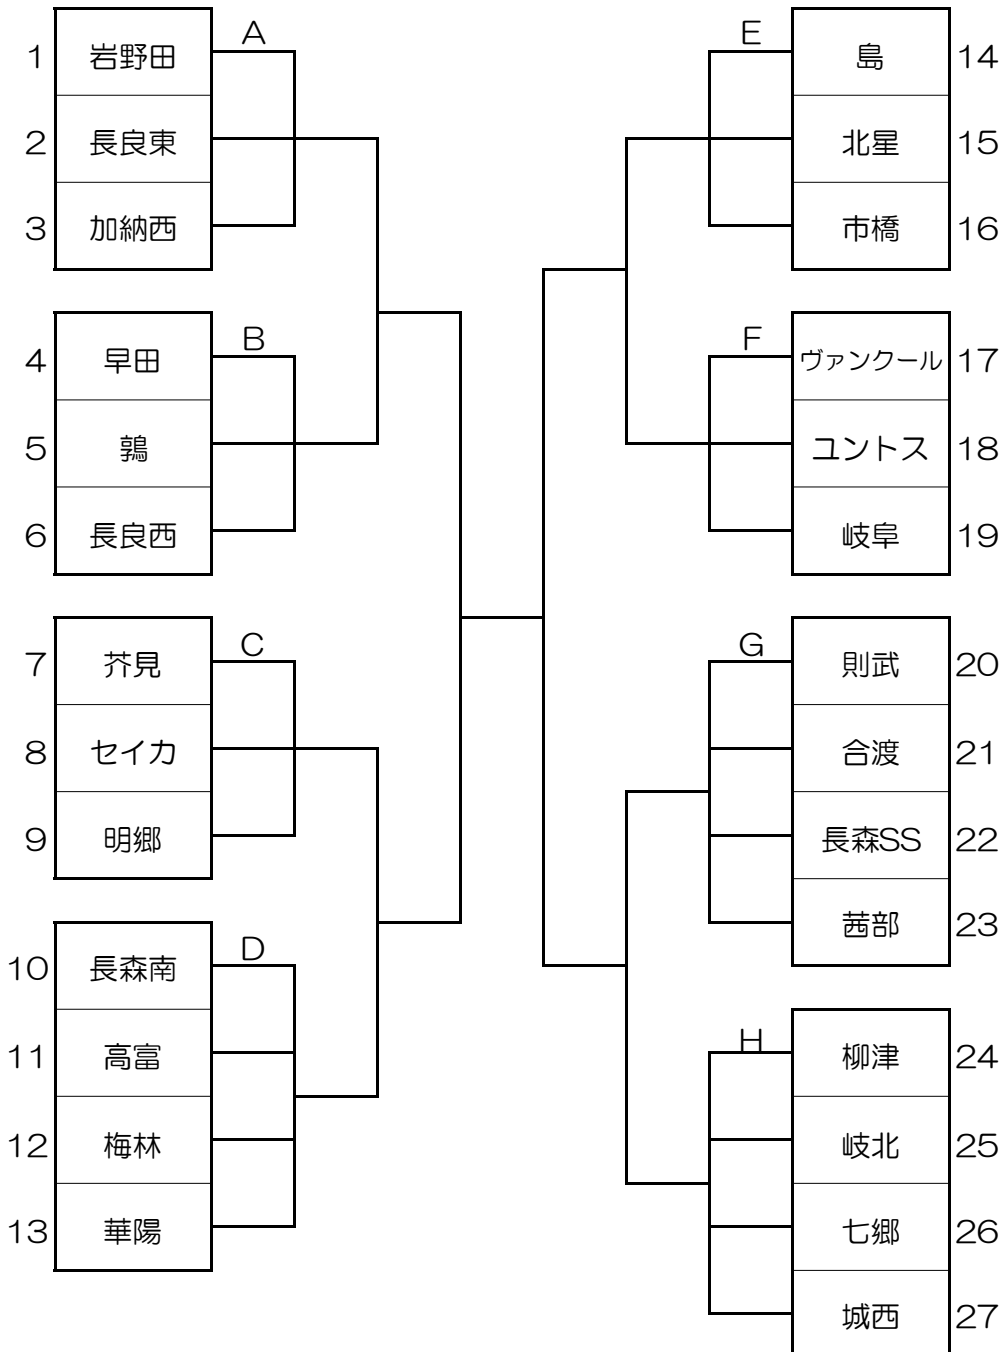 A
1 岩野田
2 長良東
3 加納西
B
4 早田
5 鶉
6 長良西
C
7 芥見
8 セイカ
9 明郷
D
10 長森南
11 高富
12 梅林
13 華陽
E
島 14
北星 15
市橋 16
F
ヴァンクール 17
ユントス 18
岐阜 19
G
則武 20
合渡 21
長森SS 22
茜部 23
H
柳津 24
岐北 25
七郷 26
城西 27